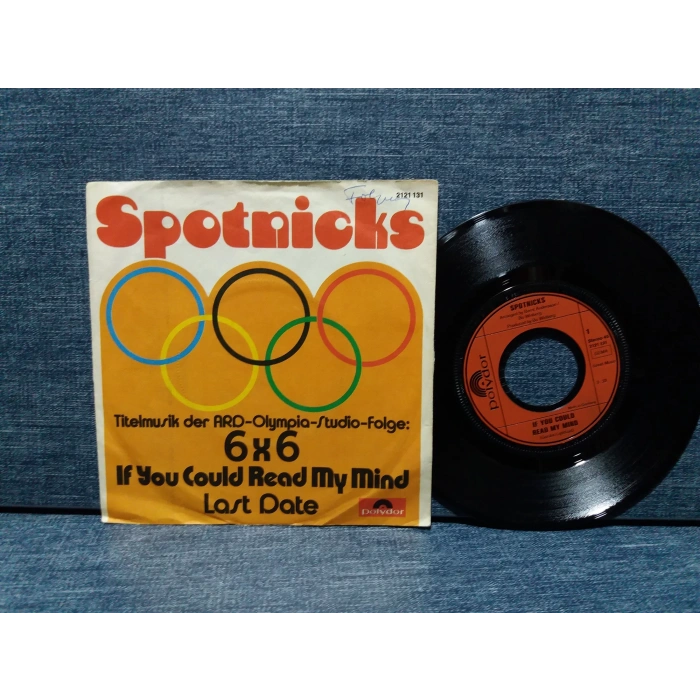 2121 131
Spotnicks
Titelmusik der ARD-Olympia-Studio-Folge:
6x6
If You Could Read My Mind
Last Date
Polydor
SPOTNICKS
Polydor
IF YOU COULD
READ MY MIND